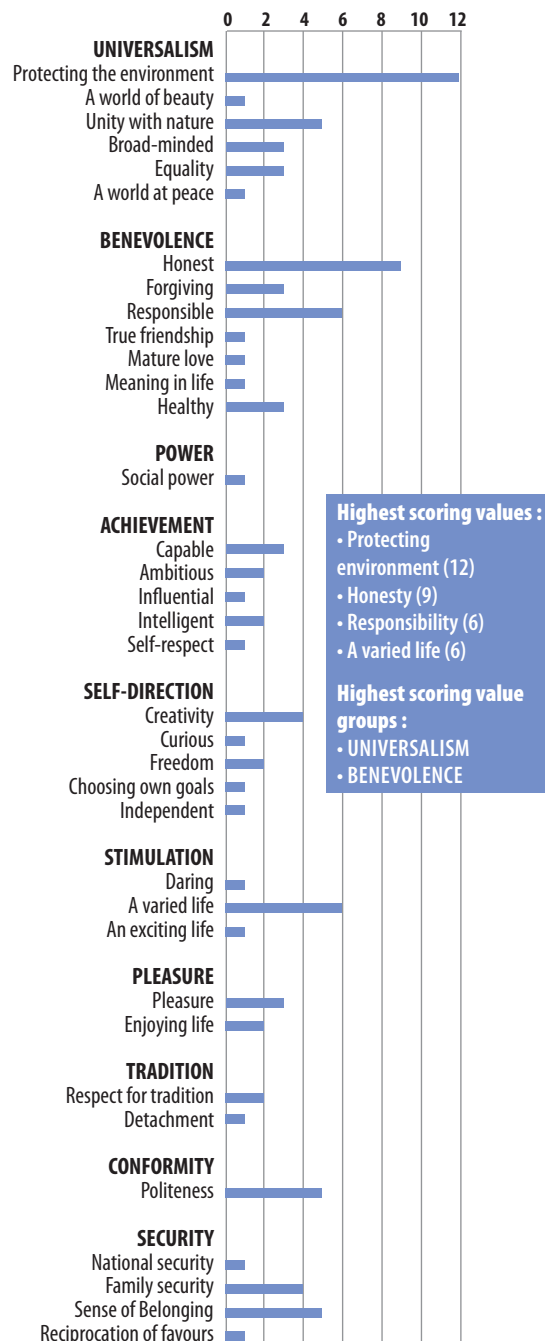 0 2 4 6 8 10 12
UNIVERSALISM
Protecting the environment
A world of beauty
Unity with nature
Broad-minded
Equality
A world at peace
BENEVOLENCE
Honest
Forgiving
Responsible
True friendship
Mature love
Meaning in life
Healthy
POWER
Social power
ACHIEVEMENT
Capable
Ambitious
Influential
Intelligent
Self-respect
SELF-DIRECTION
Creativity
Curious
Freedom
Choosing own goals
Independent
STIMULATION
Daring
A varied life
An exciting life
PLEASURE
Pleasure
Enjoying life
TRADITION
Respect for tradition
Detachment
CONFORMITY
Politeness
SECURITY
National security
Family security
Sense of Belonging
Reciprocation of favours
Highest scoring values :
• Protecting
environment (12)
• Honesty (9)
• Responsibility (6)
• A varied life (6)
Highest scoring value
groups :
• UNIVERSALISM
• BENEVOLENCE